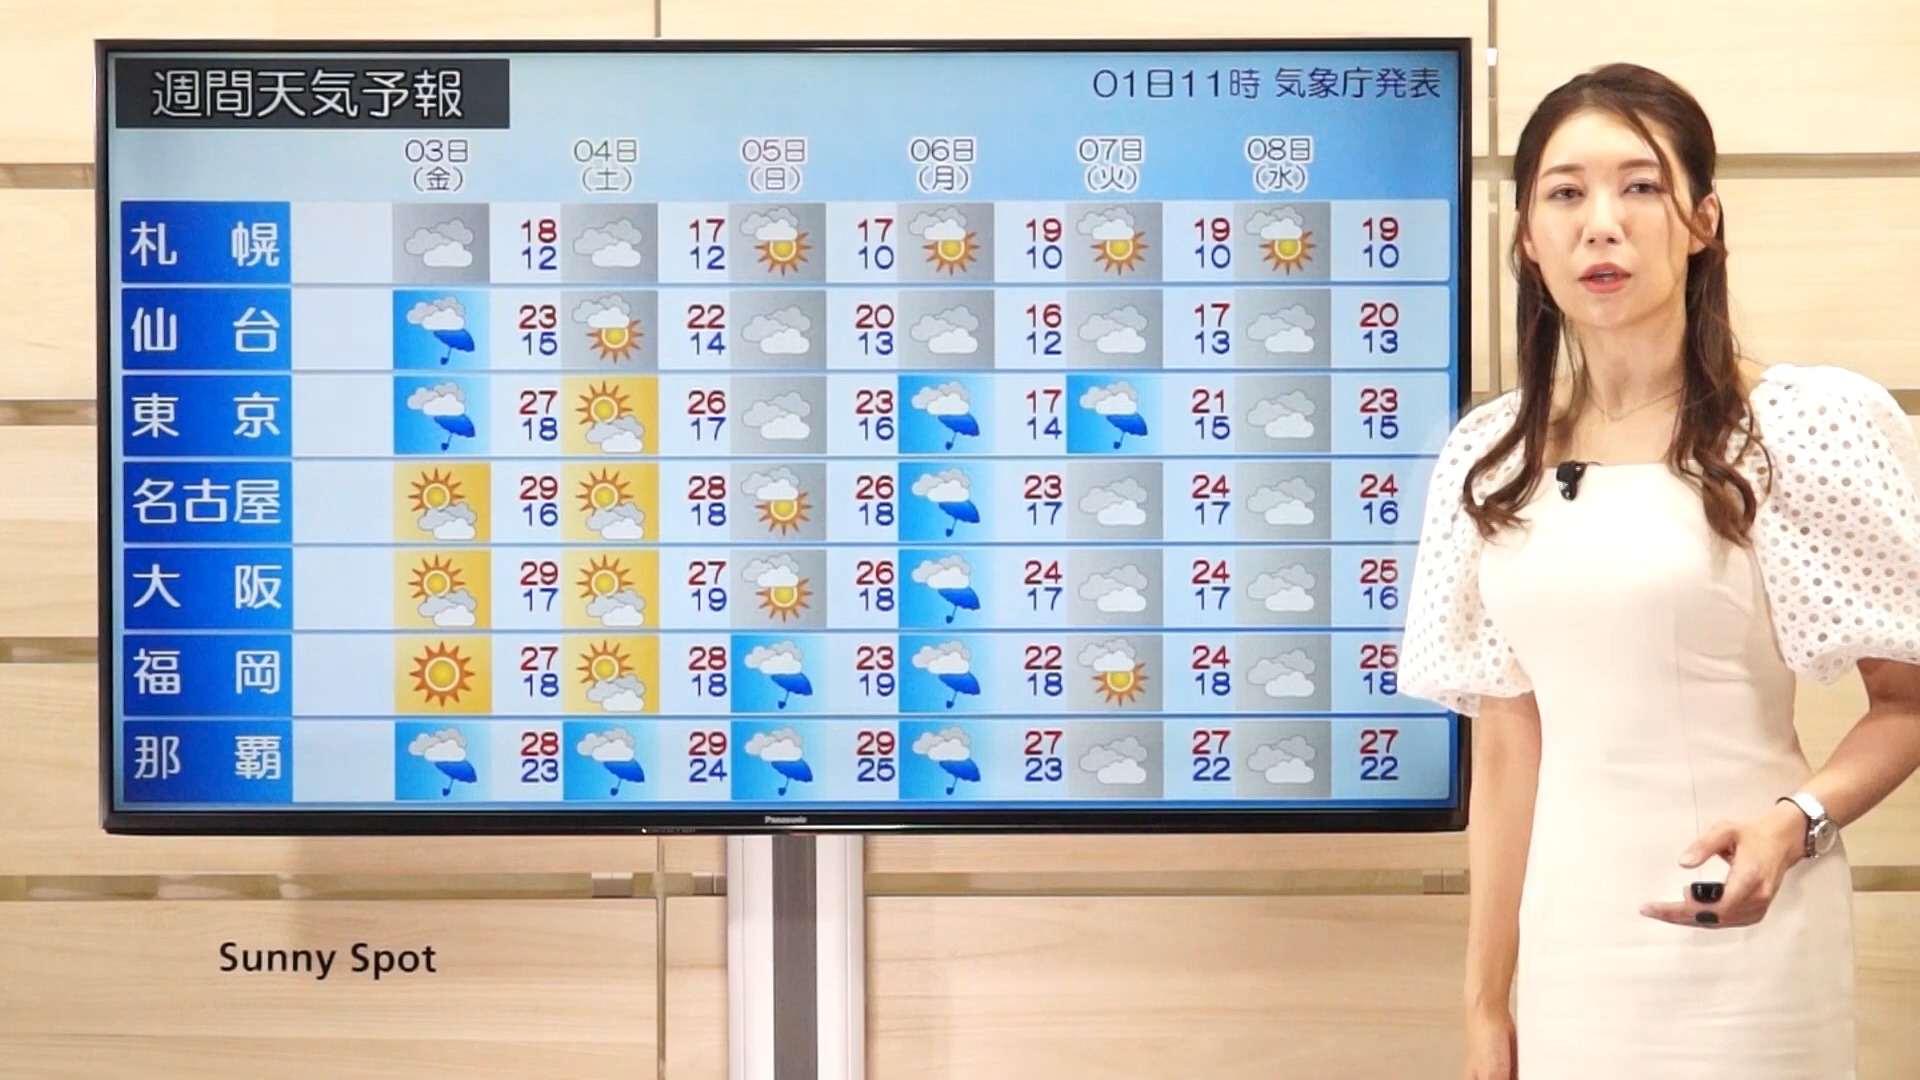 週間天気予報
01日11時 気象庁発表
03日 04日 05日 06日 07日 08日
(金) (土) (日) (月) (火) (水)
札幌 18 17 17 19 19 19
12 12 10 10 10 10
仙台 23 22 20 16 17 20
15 14 13 12 13 13
東京 27 26 23 17 21 23
18 17 16 14 15 15
名古屋 29 28 26 23 24 24
16 18 18 17 17 16
大阪 29 27 26 24 24 25
17 19 18 17 17 16
福岡 27 28 23 22 24 25
18 18 19 18 18 18
那覇 28 29 29 27 27 27
23 24 25 23 22 22
Panasonic
Sunny Spot